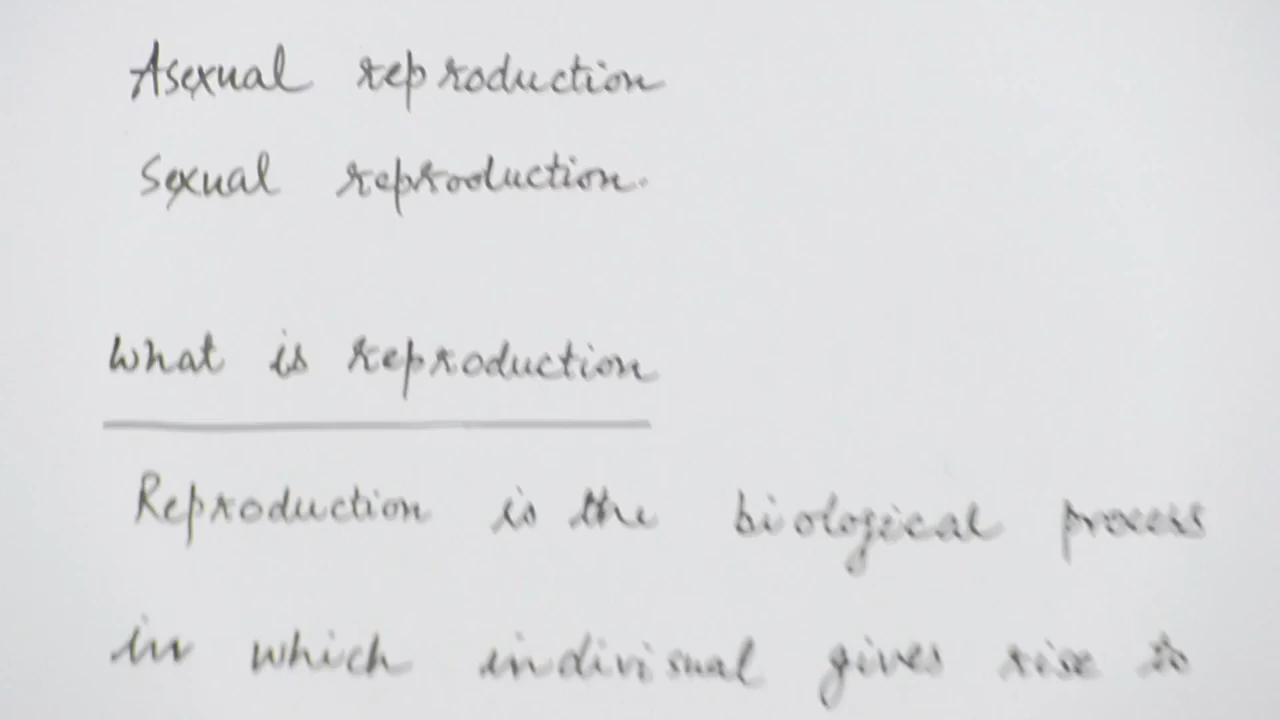 Asexual reproduction
Sexual reproduction.
What is reproduction
Reproduction is the biological process
in which indivisual gives rise to